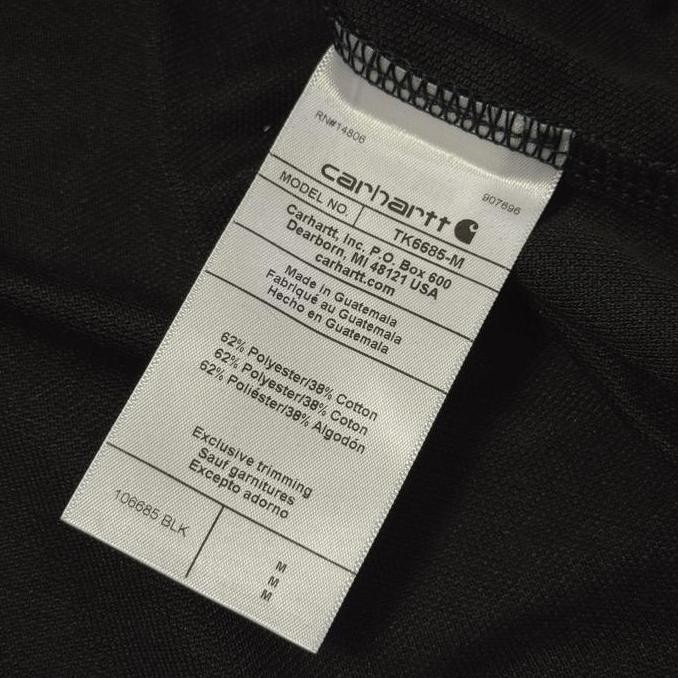 RN#14806
907696
carhartt
MODEL NO. TK6685-M
Carhartt, Inc. P.O. Box 600
Dearborn, MI 48121 USA
carhartt.com
Made in Guatemala
Fabriqué au Guatemala
Hecho en Guatemala
62% Polyester/38% Cotton
62% Polyester/38% Coton
62% Poliéster/38% Algodón
Exclusive trimming
Sauf garnitures
Excepto adorno
106685 BLK
M
M
M